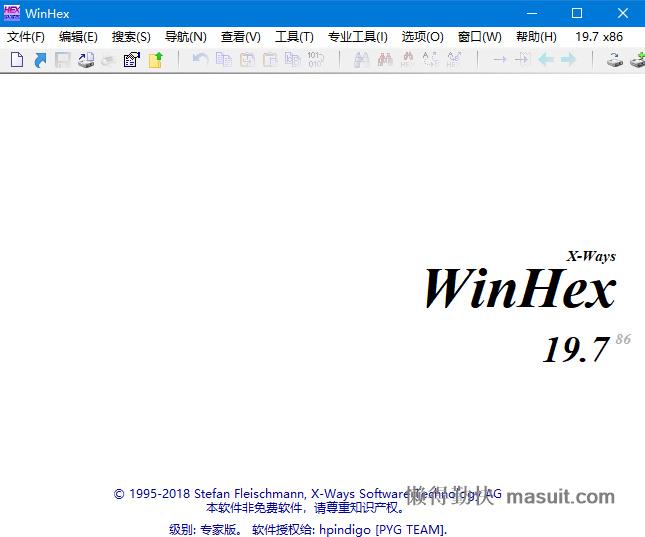 WinHex
文件(F) 编辑(E) 搜索(S) 导航(N) 查看(V) 工具(T) 专业工具(I) 选项(O) 窗口(W) 帮助(H) 19.7 x86
X-Ways
WinHex
19.7 86
© 1995-2018 Stefan Fleischmann, X-Ways Software Technology AG
懒得勤快 masuit.com
本软件非免费软件，请尊重知识产权。
级别: 专家版。 软件授权给: hpindigo [PYG TEAM].